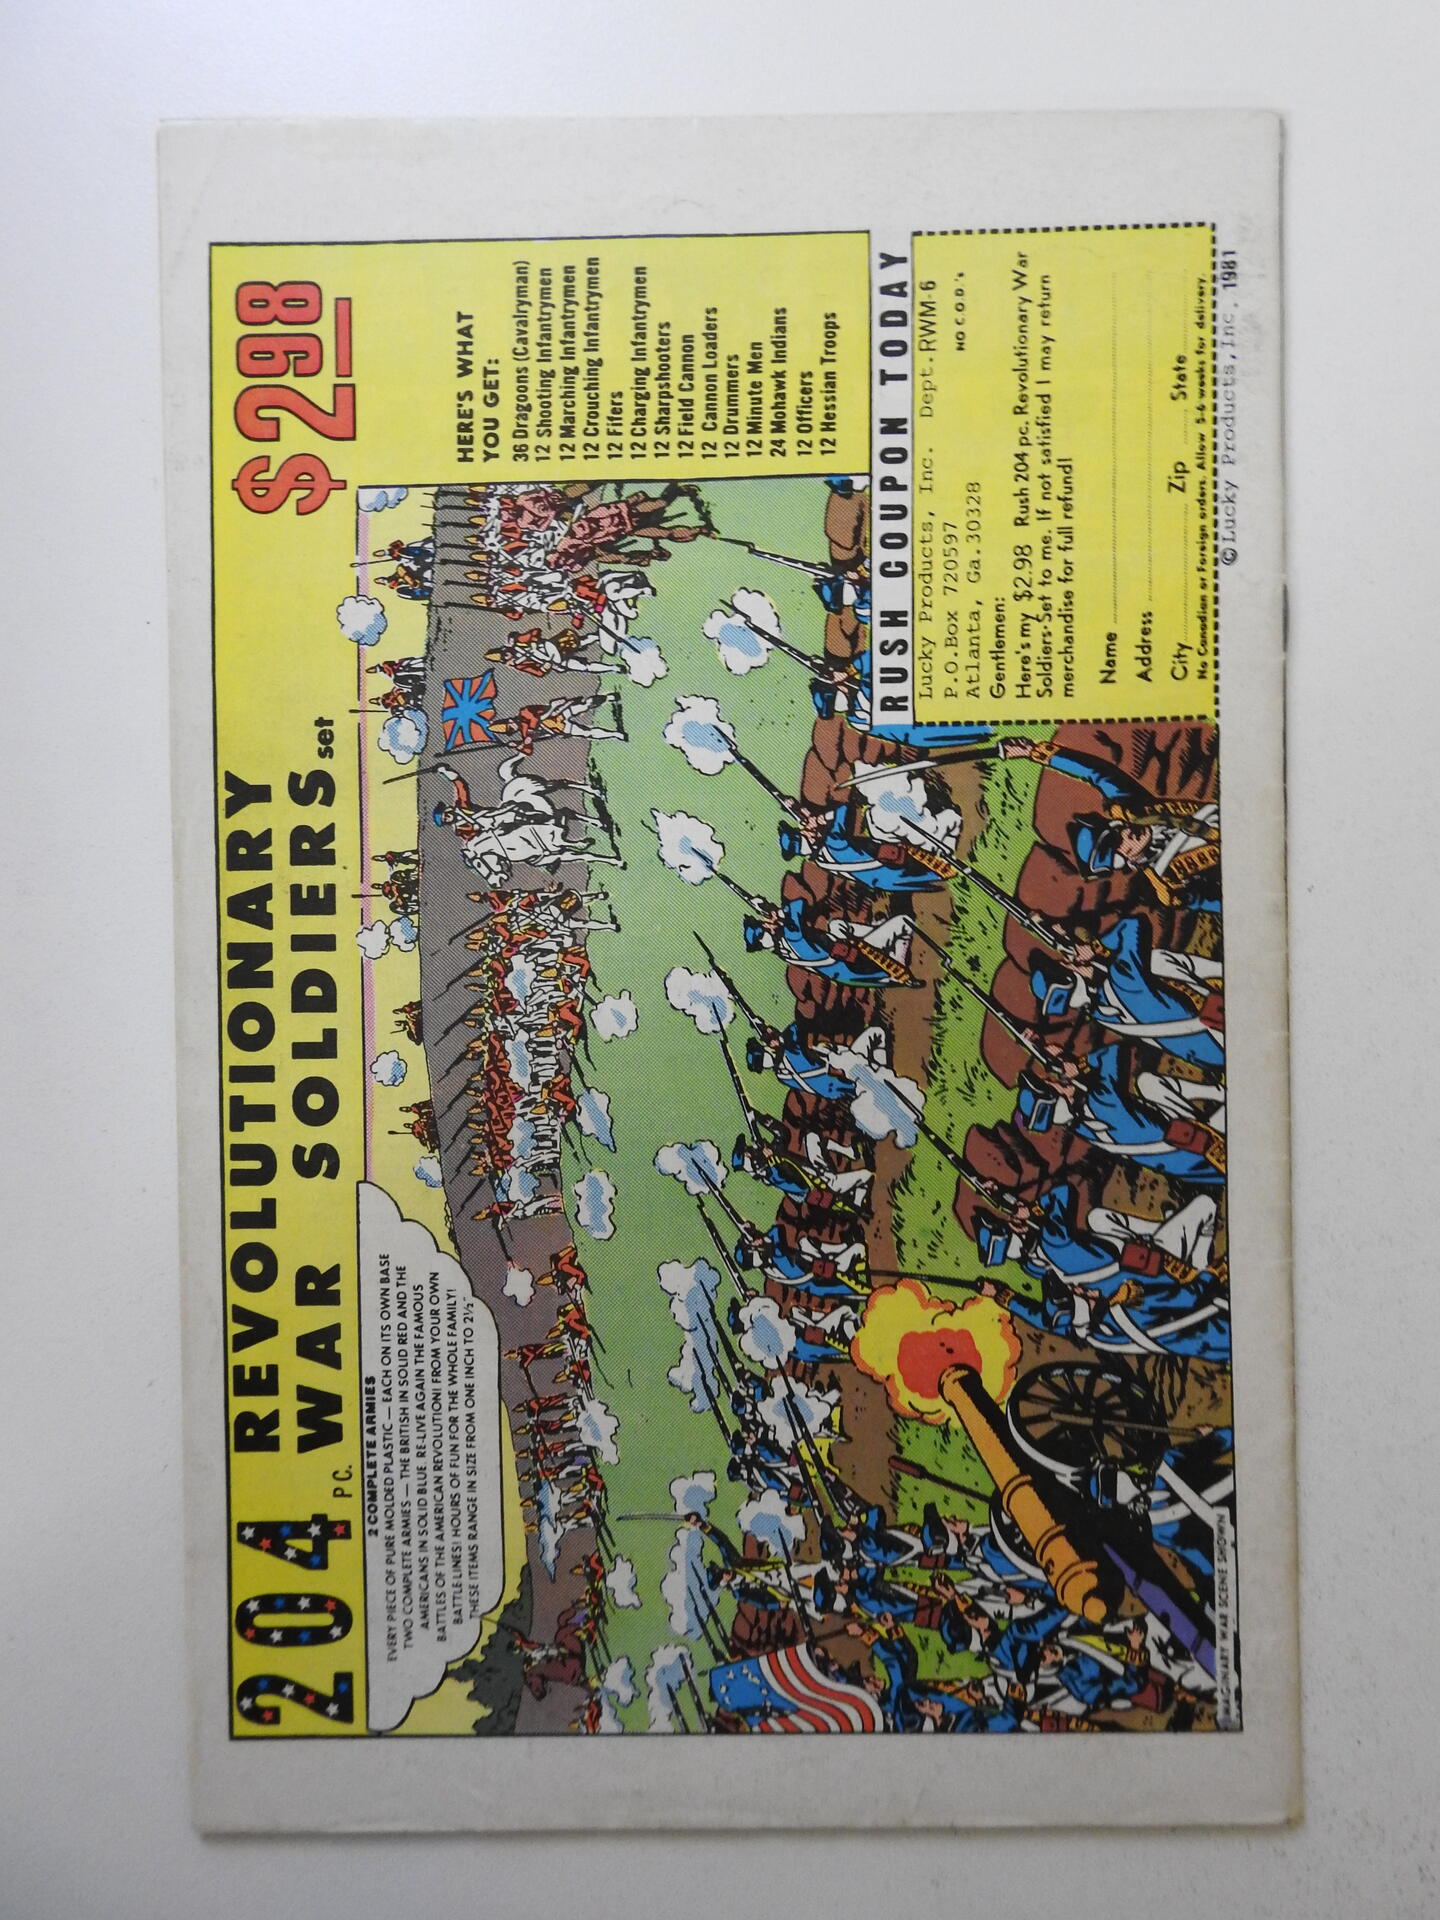 204 PC. REVOLUTIONARY
WAR SOLDIERS set
$2.98
2 COMPLETE ARMIES
EVERY PIECE OF PURE MOLDED PLASTIC — EACH ON ITS OWN BASE
TWO COMPLETE ARMIES — THE BRITISH IN SOLID RED AND THE
AMERICANS IN SOLID BLUE. RE-LIVE AGAIN THE FAMOUS
BATTLES OF THE AMERICAN REVOLUTION! FROM YOUR OWN
BATTLE LINES! HOURS OF FUN FOR THE WHOLE FAMILY!
THESE ITEMS RANGE IN SIZE FROM ONE INCH TO 2½"
HERE'S WHAT
YOU GET:
36 Dragoons (Cavalryman)
12 Shooting Infantrymen
12 Marching Infantrymen
12 Crouching Infantrymen
12 Fifers
12 Charging Infantrymen
12 Sharpshooters
12 Field Cannon
12 Cannon Loaders
12 Drummers
12 Minute Men
24 Mohawk Indians
12 Officers
12 Hessian Troops
RUSH COUPON TODAY
Lucky Products, Inc. Dept. RWM-6
P.O.Box 720597 NO C.O.D.'s
Atlanta, Ga.30328
Gentlemen:
Here's my $2.98 Rush 204 pc. Revolutionary War
Soldiers Set to me. If not satisfied I may return
merchandise for full refund!
Name
Address
City Zip State
No Canadian or Foreign orders. Allow 5-6 weeks for delivery.
© Lucky Products,Inc. 1981
IMAGINARY WAR SCENE SHOWN